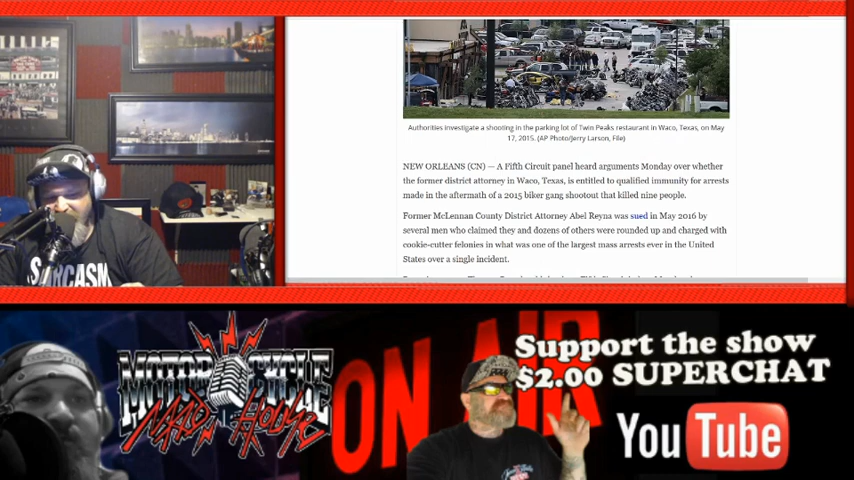 Authorities investigate a shooting in the parking lot of Twin Peaks restaurant in Waco, Texas, on May
17, 2015. (AP Photo/Jerry Larson, File)
NEW ORLEANS (CN) — A Fifth Circuit panel heard arguments Monday over whether
the former district attorney in Waco, Texas, is entitled to qualified immunity for arrests
made in the aftermath of a 2015 biker gang shootout that killed nine people.
Former McLennan County District Attorney Abel Reyna was sued in May 2016 by
several men who claimed they and dozens of others were rounded up and charged with
cookie-cutter felonies in what was one of the largest mass arrests ever in the United
States over a single incident.
SARCASM
MOTORCYCLE
MAD HOUSE
ON AIR
Support the show
$2.00 SUPERCHAT
YouTube